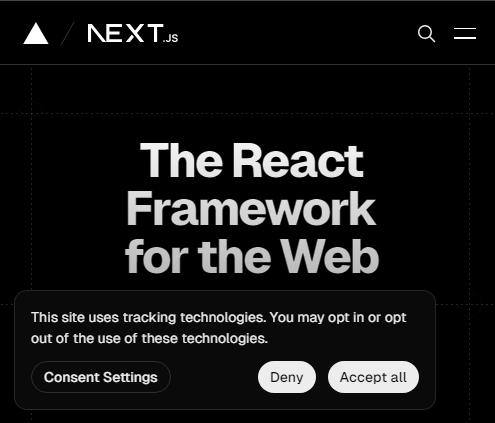 NEXT.JS
The React
Framework
for the Web
This site uses tracking technologies. You may opt in or opt
out of the use of these technologies.
Consent Settings Deny Accept all